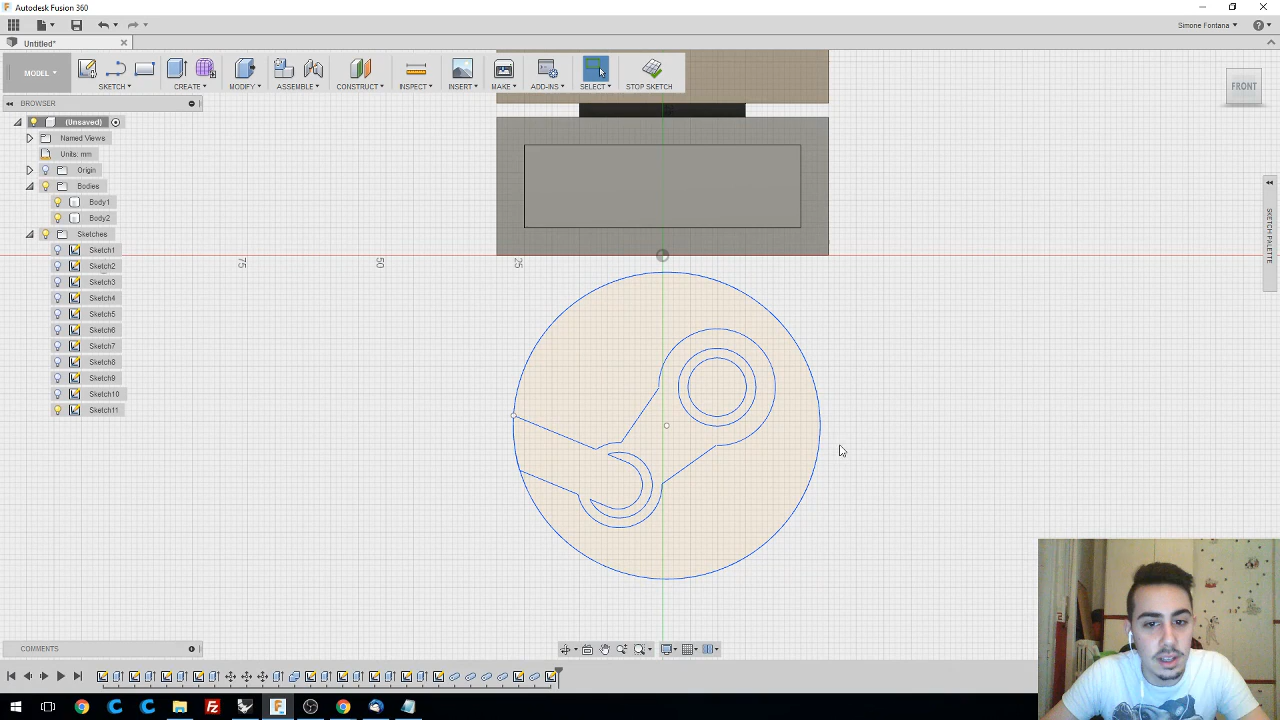 Autodesk Fusion 360
Simone Fontana
Untitled*
MODEL
SKETCH
CREATE
MODIFY
ASSEMBLE
CONSTRUCT
INSPECT
INSERT
MAKE
ADD-INS
SELECT
STOP SKETCH
FRONT
BROWSER
(Unsaved)
Named Views
Units: mm
Origin
Bodies
Body1
Body2
Sketches
Sketch1
Sketch2
Sketch3
Sketch4
Sketch5
Sketch6
Sketch7
Sketch8
Sketch9
Sketch10
Sketch11
75
50
25
SKETCH PALETTE
COMMENTS